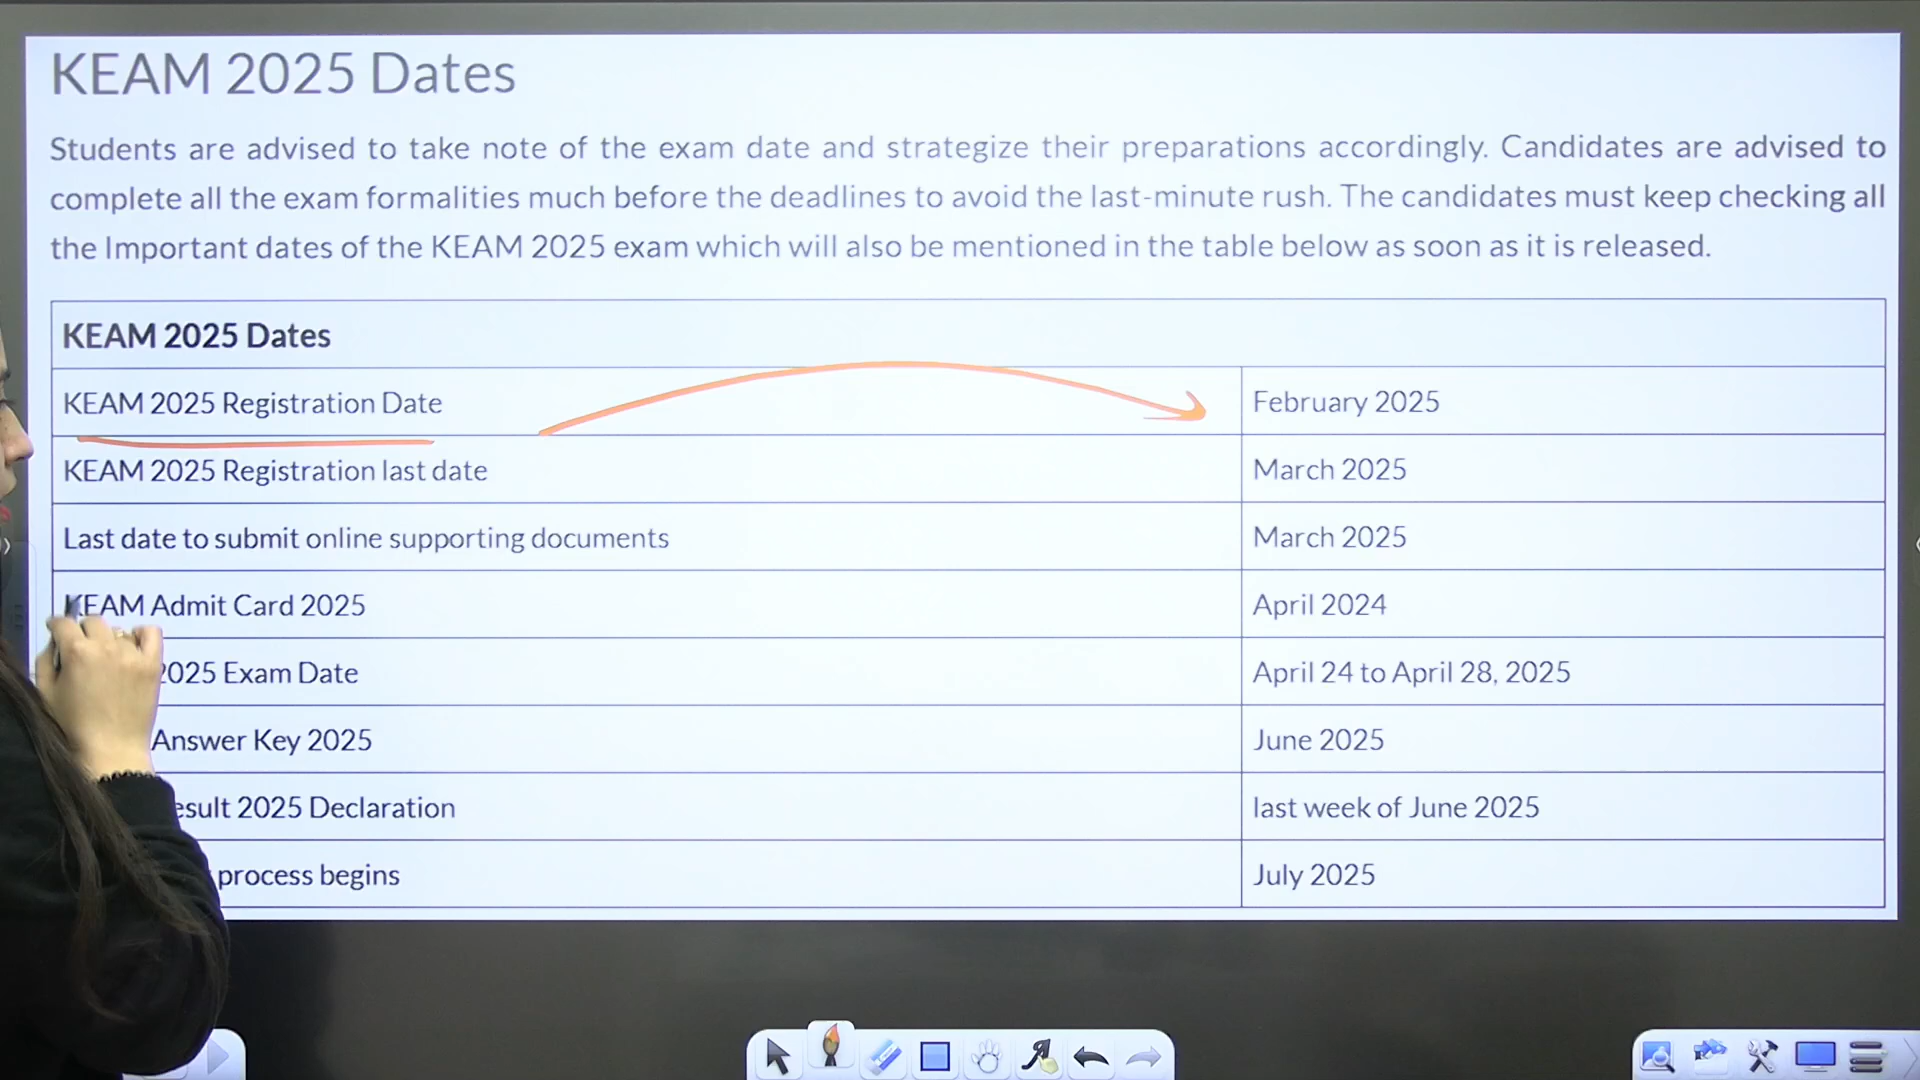 KEAM 2025 Dates
Students are advised to take note of the exam date and strategize their preparations accordingly. Candidates are advised to
complete all the exam formalities much before the deadlines to avoid the last-minute rush. The candidates must keep checking all
the Important dates of the KEAM 2025 exam which will also be mentioned in the table below as soon as it is released.
KEAM 2025 Dates
KEAM 2025 Registration Date February 2025
KEAM 2025 Registration last date March 2025
Last date to submit online supporting documents March 2025
KEAM Admit Card 2025 April 2024
2025 Exam Date April 24 to April 28, 2025
Answer Key 2025 June 2025
2025 Declaration last week of June 2025
process begins July 2025